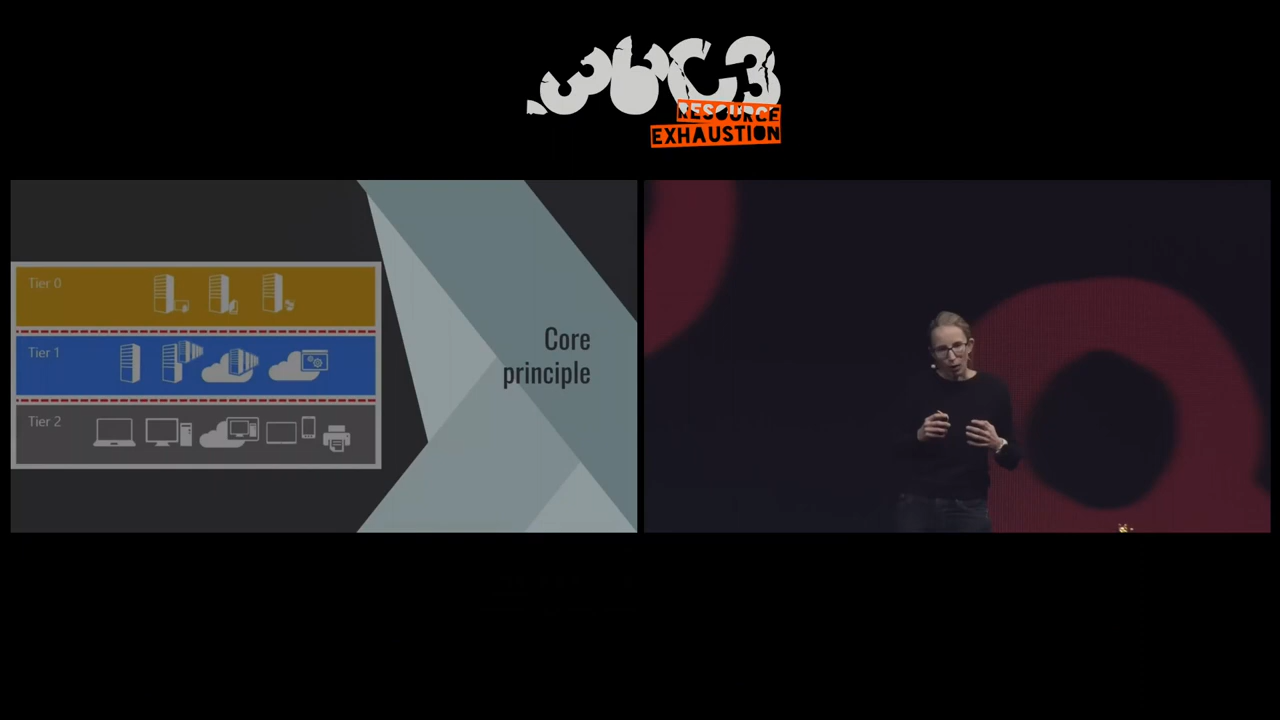 36C3
RESOURCE
EXHAUSTION
Tier 0
Tier 1
Tier 2
Core
principle